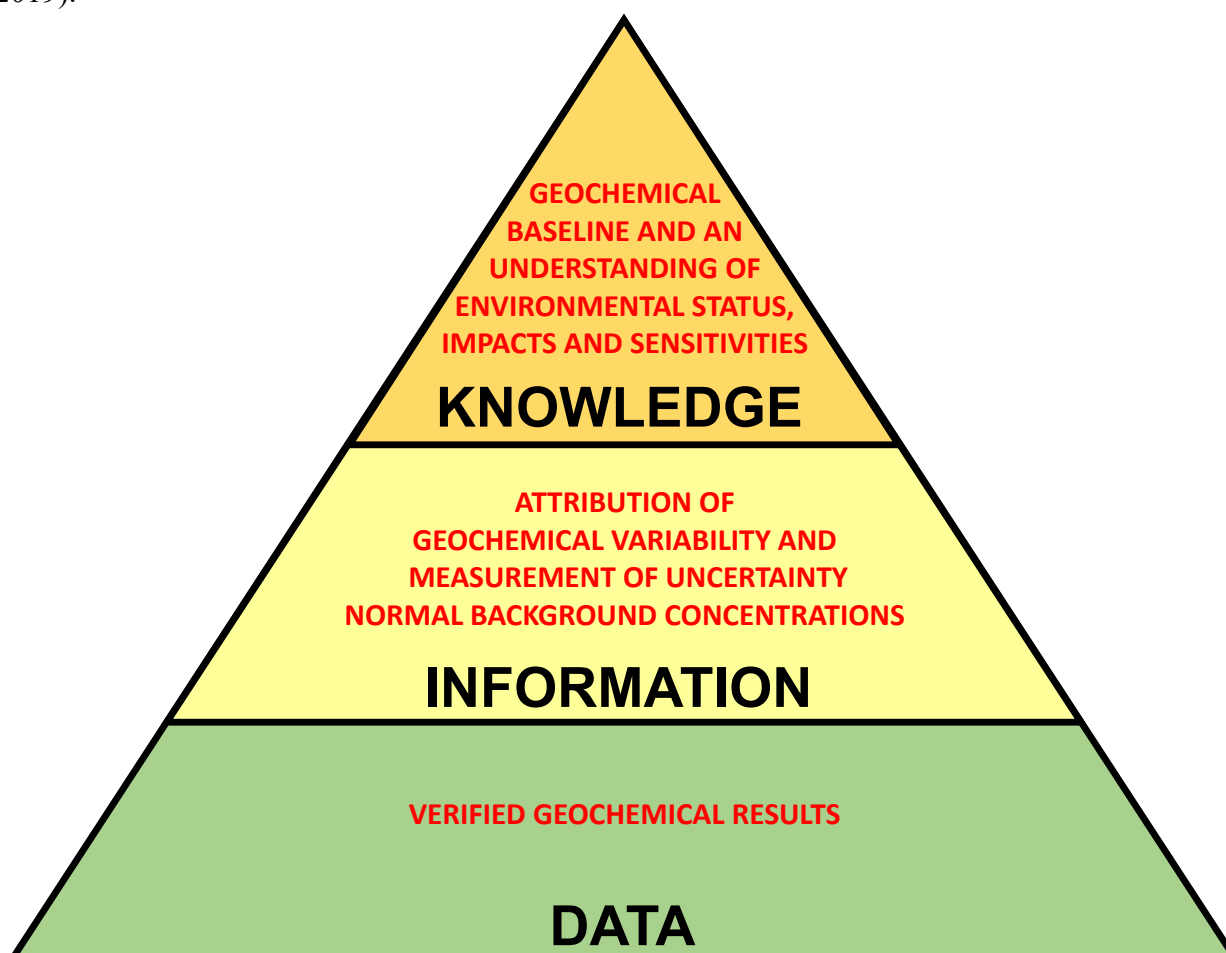 2019).
GEOCHEMICAL
BASELINE AND AN
UNDERSTANDING OF
ENVIRONMENTAL STATUS,
IMPACTS AND SENSITIVITIES
KNOWLEDGE
ATTRIBUTION OF
GEOCHEMICAL VARIABILITY AND
MEASUREMENT OF UNCERTAINTY
NORMAL BACKGROUND CONCENTRATIONS
INFORMATION
VERIFIED GEOCHEMICAL RESULTS
DATA